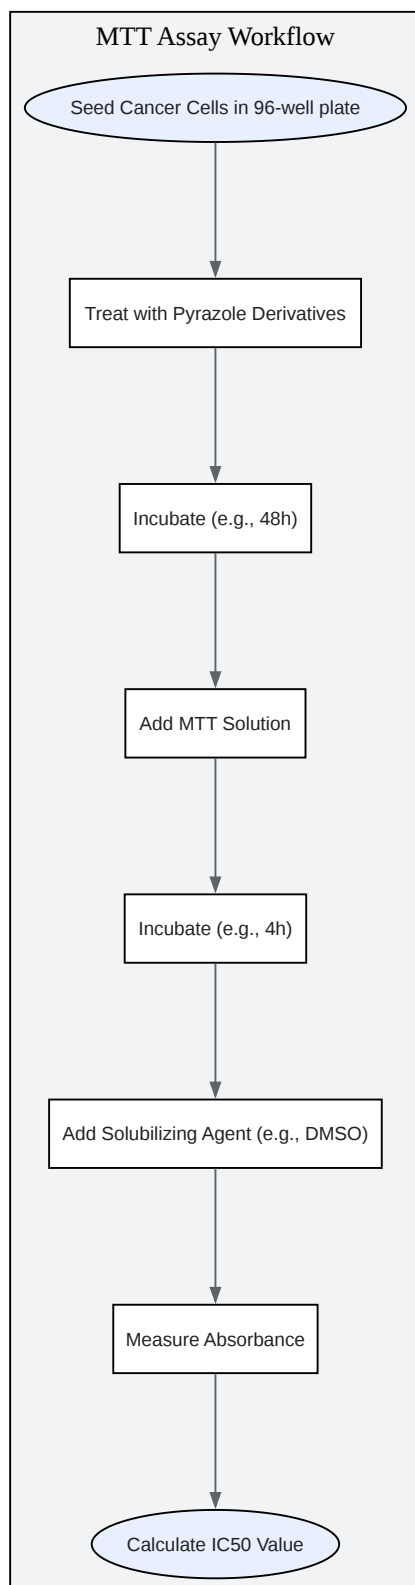 MTT Assay Workflow
Seed Cancer Cells in 96-well plate
Treat with Pyrazole Derivatives
Incubate (e.g., 48h)
Add MTT Solution
Incubate (e.g., 4h)
Add Solubilizing Agent (e.g., DMSO)
Measure Absorbance
Calculate IC50 Value